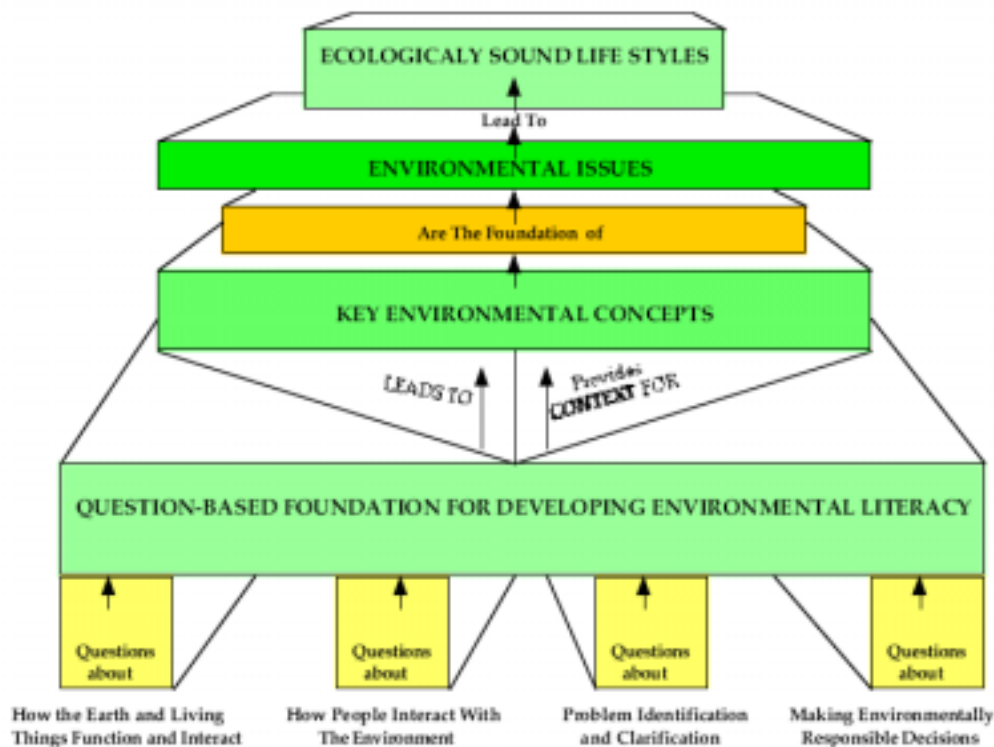 ECOLOGICALY SOUND LIFE STYLES
Lead To
ENVIRONMENTAL ISSUES
Are The Foundation of
KEY ENVIRONMENTAL CONCEPTS
LEADS TO
Provides
CONTEXT FOR
QUESTION-BASED FOUNDATION FOR DEVELOPING ENVIRONMENTAL LITERACY
Questions
about
Questions
about
Questions
about
Questions
about
How the Earth and Living
Things Function and Interact
How People Interact With
The Environment
Problem Identification
and Clarification
Making Environmentally
Responsible Decisions